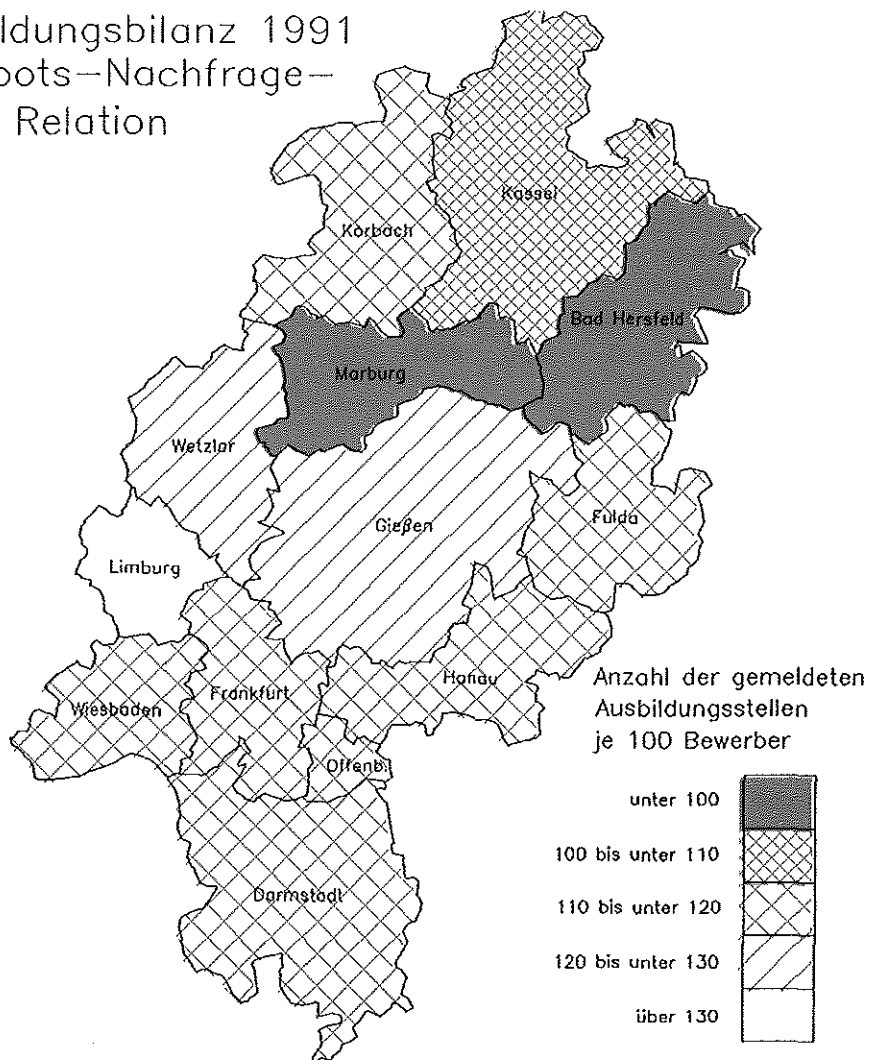 ldungsbilanz 1991
oots-Nachfrage-
Relation
Kassel
Korbach
Bad Hersfeld
Marburg
Wetzlar
Gießen
Fulda
Limburg
Hanau
Frankfurt
Wiesbaden
Offenb.
Darmstadt
Anzahl der gemeldeten
Ausbildungsstellen
je 100 Bewerber
unter 100
100 bis unter 110
110 bis unter 120
120 bis unter 130
über 130